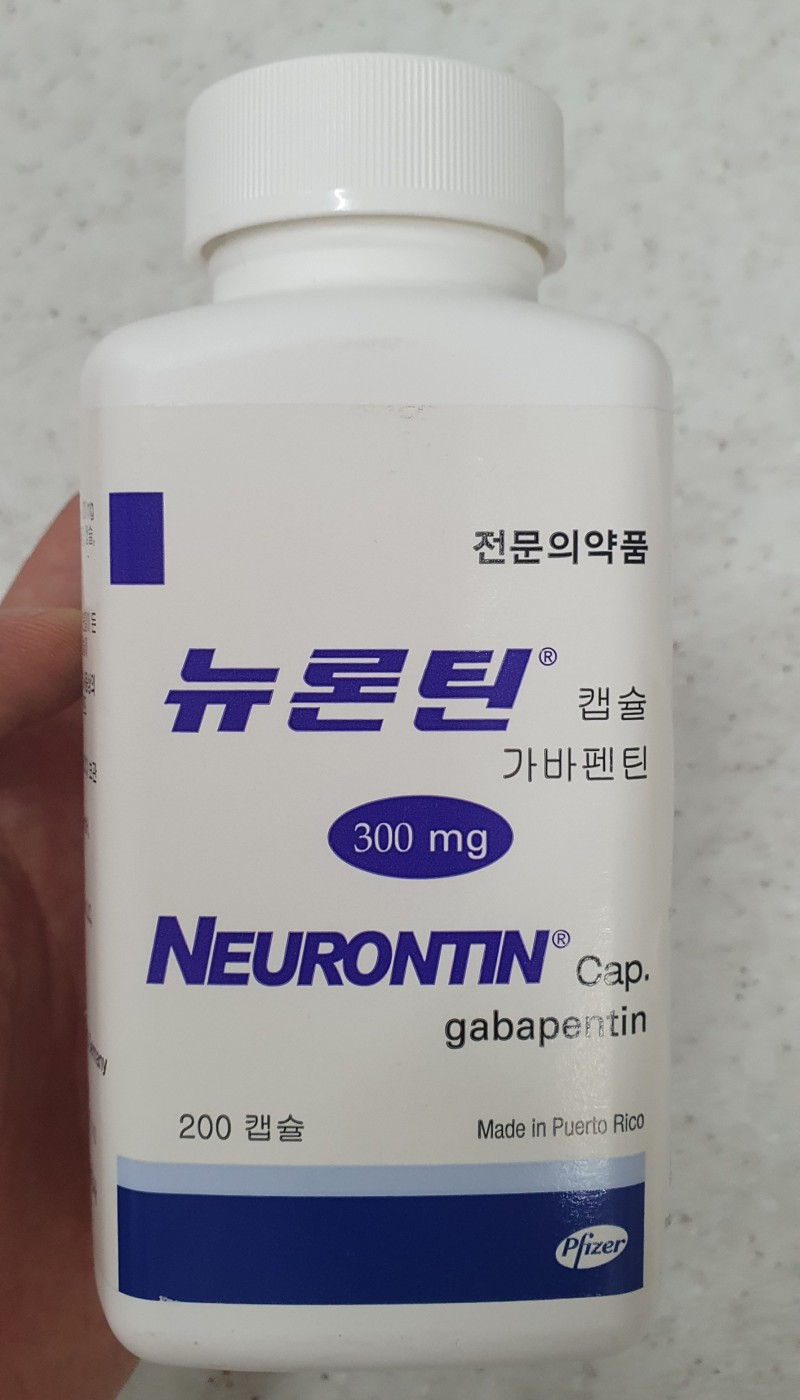 전문의약품
뉴론틴® 캡슐
가바펜틴
300 mg
NEURONTIN® Cap.
gabapentin
200 캡슐
Made in Puerto Rico
Pfizer